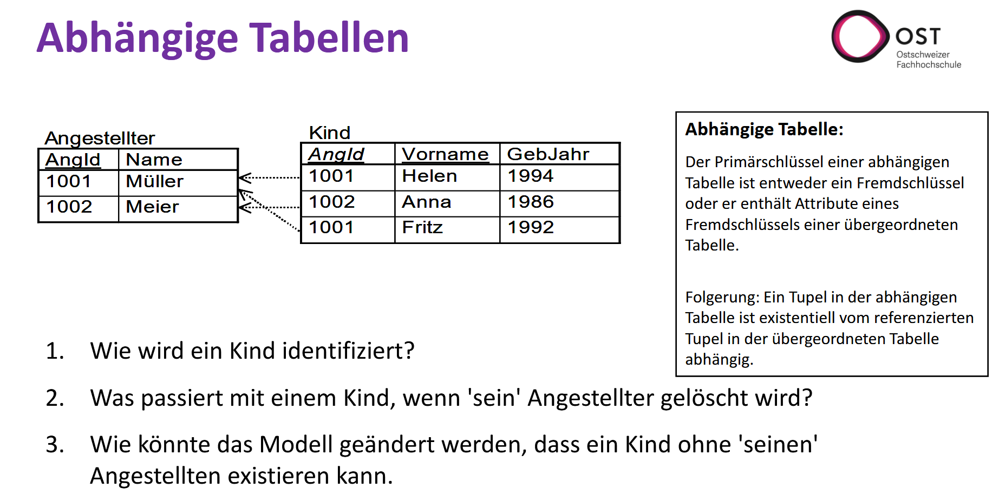 Abhängige Tabellen
OST
Ostschweizer
Fachhochschule
Angestellter
AngId Name
1001 Müller
1002 Meier
Kind
AngId Vorname GebJahr
1001 Helen 1994
1002 Anna 1986
1001 Fritz 1992
Abhängige Tabelle:
Der Primärschlüssel einer abhängigen
Tabelle ist entweder ein Fremdschlüssel
oder er enthält Attribute eines
Fremdschlüssels einer übergeordneten
Tabelle.
Folgerung: Ein Tupel in der abhängigen
Tabelle ist existentiell vom referenzierten
Tupel in der übergeordneten Tabelle
abhängig.
1. Wie wird ein Kind identifiziert?
2. Was passiert mit einem Kind, wenn 'sein' Angestellter gelöscht wird?
3. Wie könnte das Modell geändert werden, dass ein Kind ohne 'seinen'
Angestellten existieren kann.